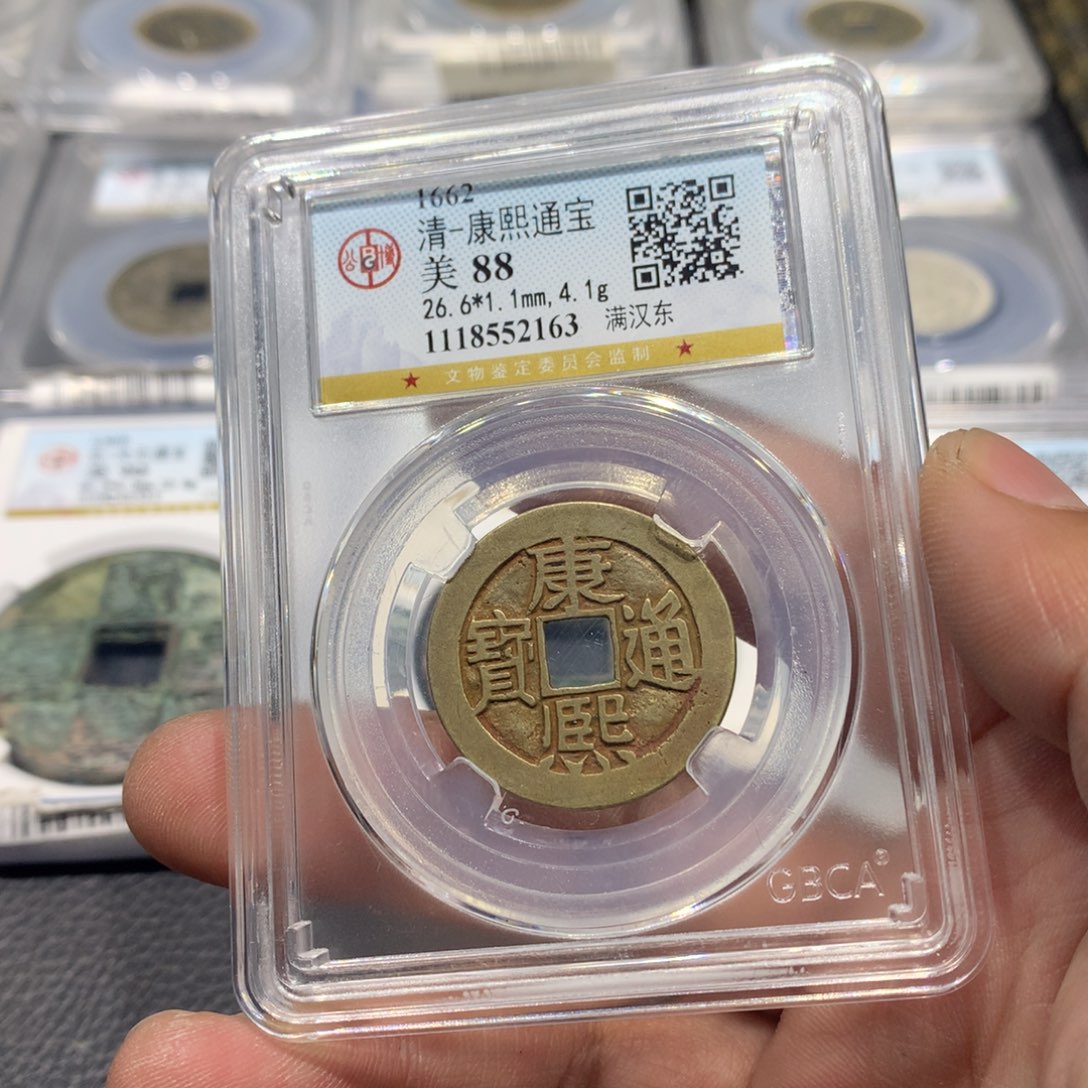 1662
清-康熙通宝
美 88
26.6*1.1mm,4.1g
1118552163 满汉东
文物鉴定委员会监制
康
寶 通
熙
GBCA®